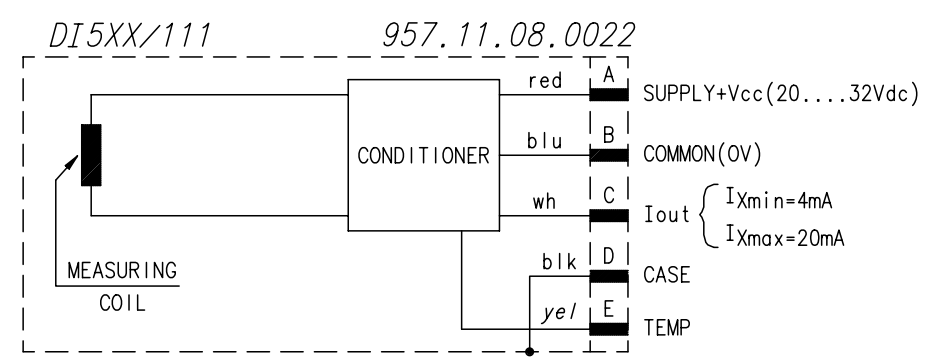 DI5XX/111 957.11.08.0022
red A SUPPLY+Vcc(20....32Vdc)
blu B COMMON(0V)
CONDITIONER
wh C Iout { IXmin=4mA
IXmax=20mA
blk D CASE
MEASURING
COIL
yel E TEMP